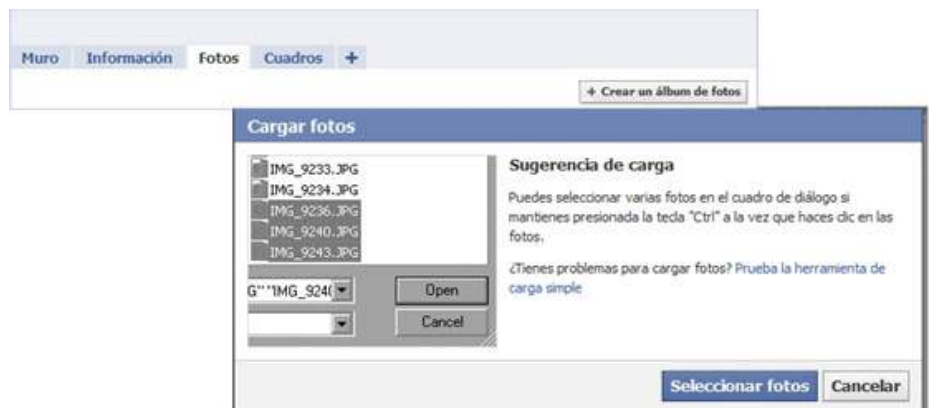 Muro Información Fotos Cuadros +
+ Crear un álbum de fotos
Cargar fotos
IMG_9233.JPG
IMG_9234.JPG
IMG_9236.JPG
IMG_9240.JPG
IMG_9243.JPG
G"''IMG_924(
Open
Cancel
Sugerencia de carga
Puedes seleccionar varias fotos en el cuadro de diálogo si
mantienes presionada la tecla "Ctrl" a la vez que haces clic en las
fotos.
¿Tienes problemas para cargar fotos? Prueba la herramienta de
carga simple
Seleccionar fotos Cancelar